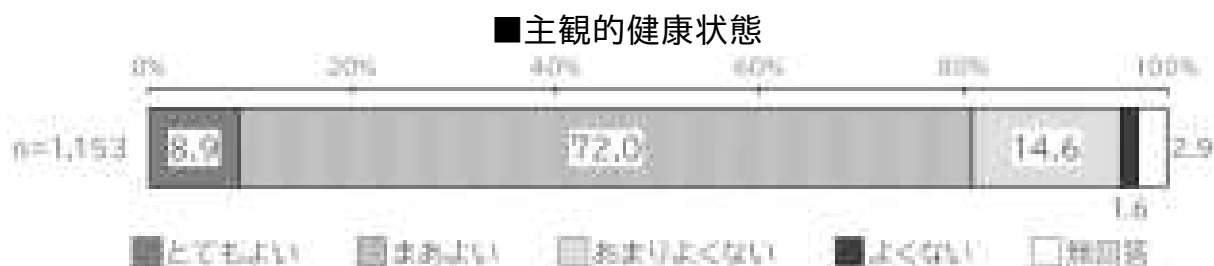 ■主観的健康状態
0% 20% 40% 60% 80% 100%
n=1,153 8.9 72.0 14.6 2.9
1.6
とてもよい まあよい あまりよくない よくない 無回答